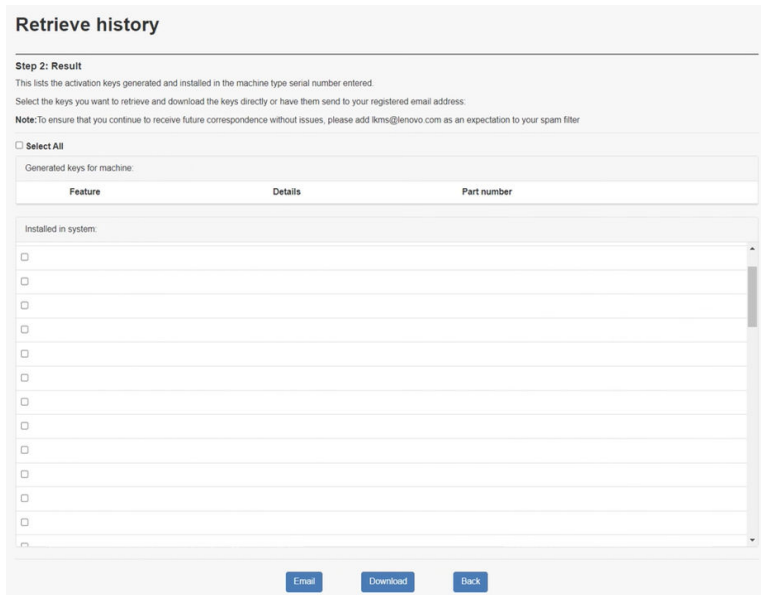 Retrieve history
Step 2: Result
This lists the activation keys generated and installed in the machine type serial number entered.
Select the keys you want to retrieve and download the keys directly or have them send to your registered email address:
Note:To ensure that you continue to receive future correspondence without issues, please add lkms@lenovo.com as an expectation to your spam filter
Select All
Generated keys for machine:
Feature Details Part number
Installed in system:
Email Download Back